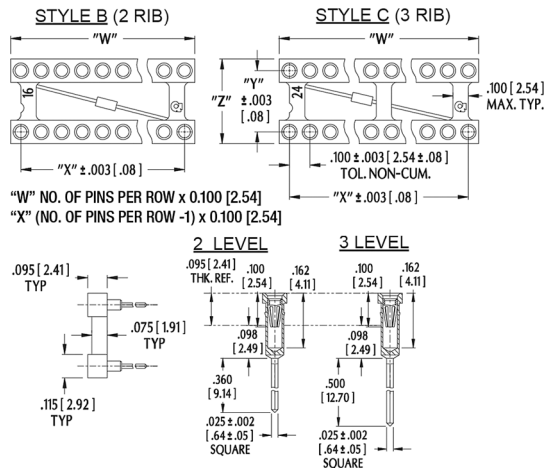 STYLE B (2 RIB)
STYLE C (3 RIB)
"W"
"W"
16
"Z"
"Y"
±.003
[.08]
24
.100 [2.54]
MAX. TYP.
"X" ±.003 [.08]
.100 ±.003 [2.54 ±.08]
TOL. NON-CUM.
"X" ±.003 [.08]
"W" NO. OF PINS PER ROW x 0.100 [2.54]
"X" (NO. OF PINS PER ROW -1) x 0.100 [2.54]
2 LEVEL
3 LEVEL
.095 [2.41]
TYP
.075 [1.91]
TYP
.115 [2.92]
TYP
.095 [2.41]
THK. REF.
.100
[2.54]
.162
[4.11]
.098
[2.49]
.360
[9.14]
.025 ±.002
[.64 ±.05]
SQUARE
.100
[2.54]
.162
[4.11]
.098
[2.49]
.500
[12.70]
.025 ±.002
[.64 ±.05]
SQUARE